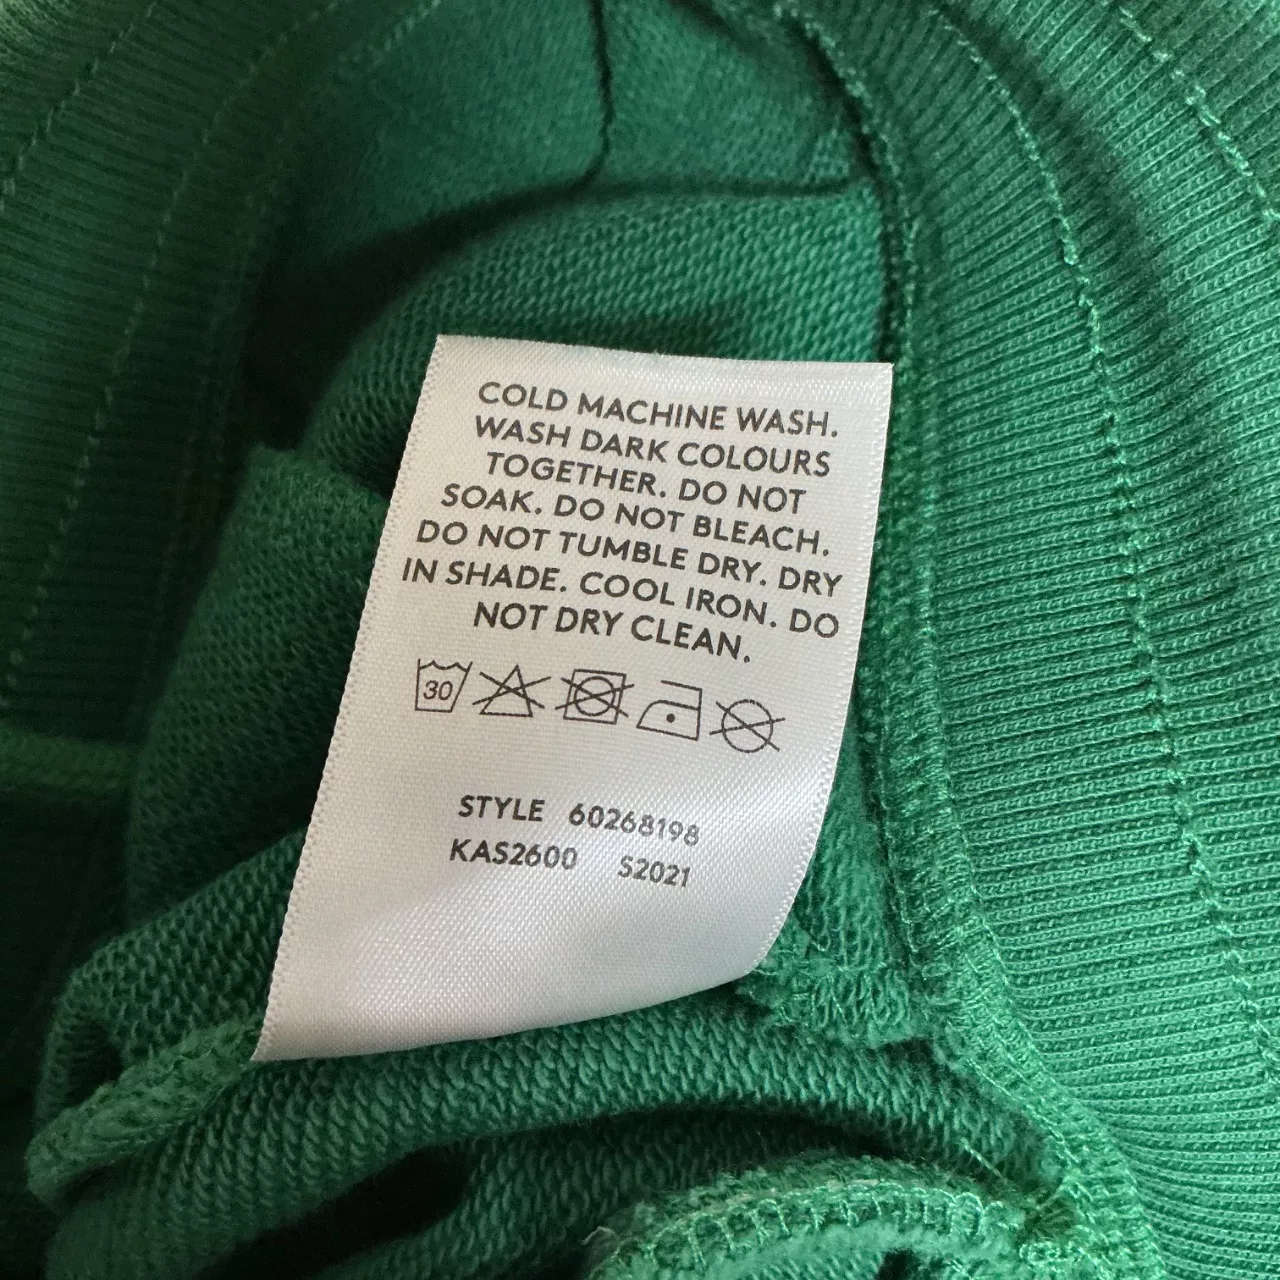 COLD MACHINE WASH.
WASH DARK COLOURS
TOGETHER. DO NOT
SOAK. DO NOT BLEACH.
DO NOT TUMBLE DRY. DRY
IN SHADE. COOL IRON. DO
NOT DRY CLEAN.
30
STYLE 60268198
KAS2600 S2021